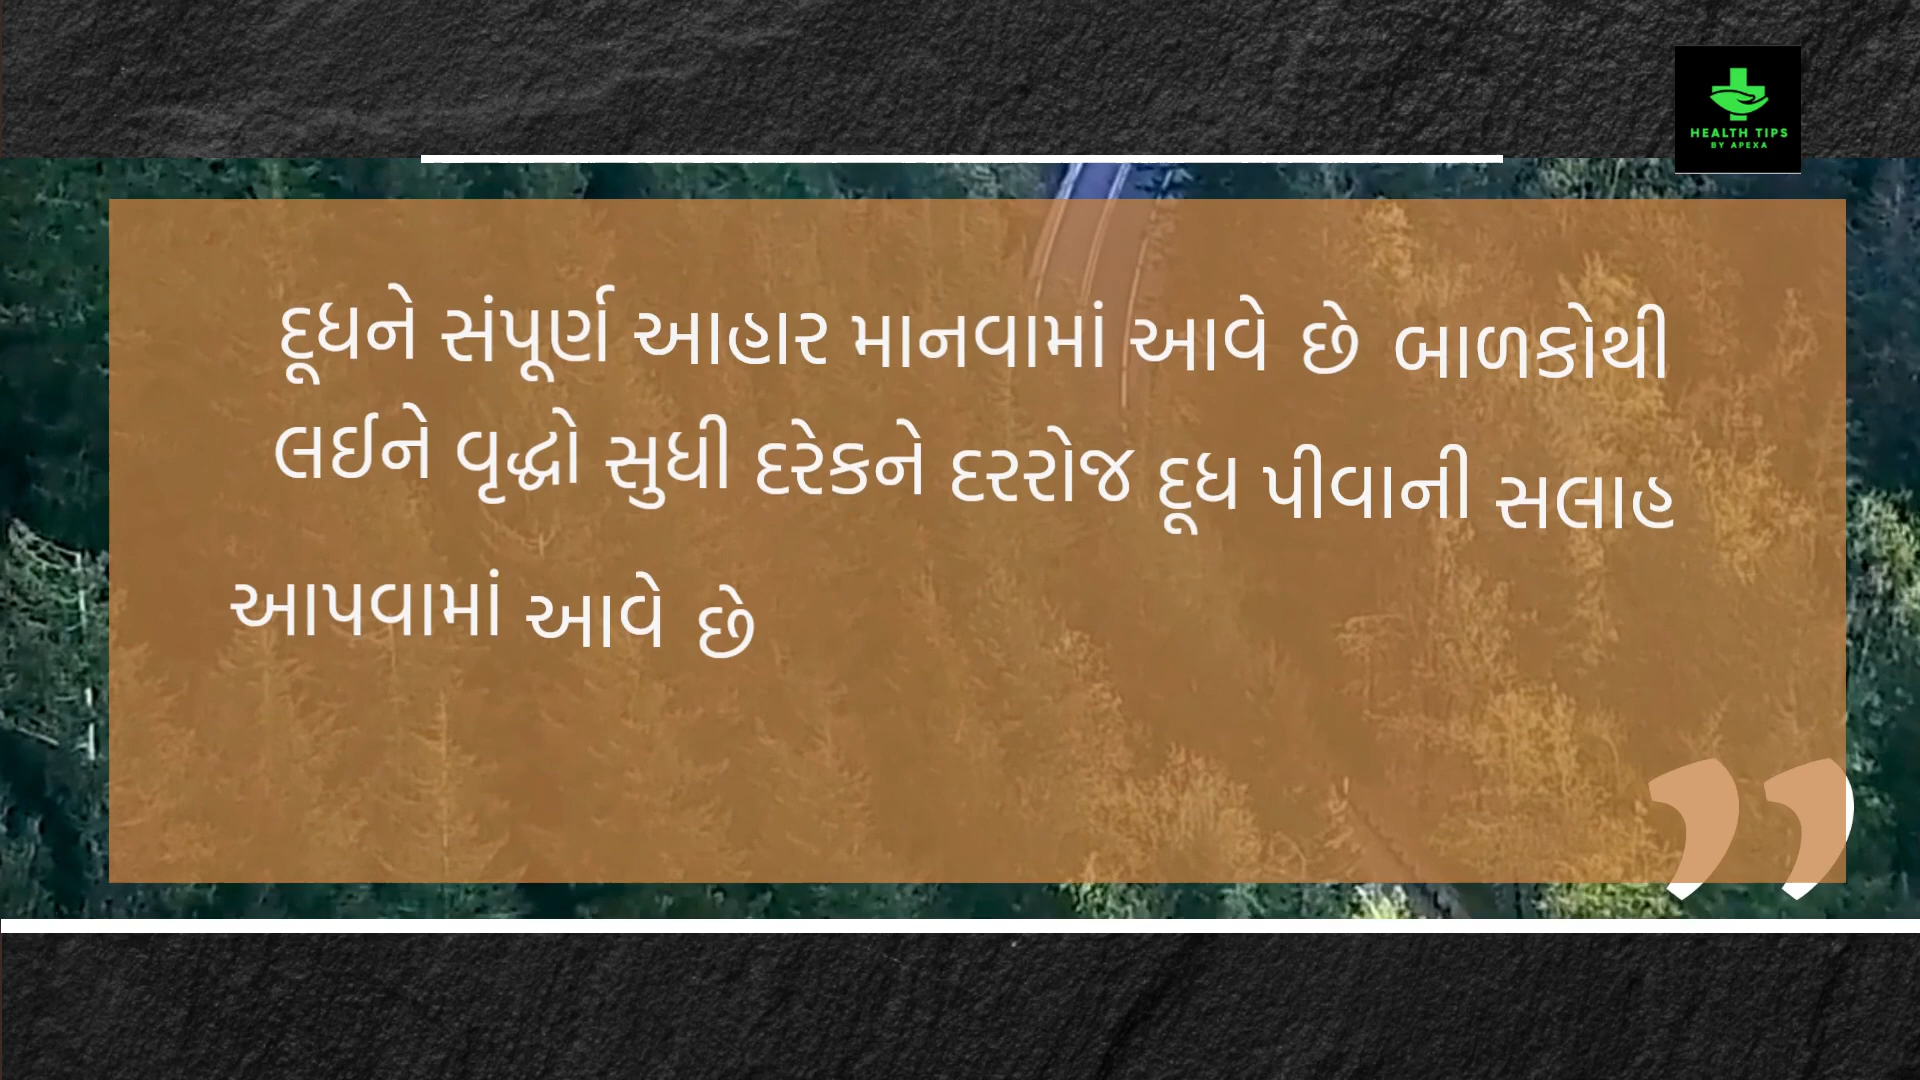 HEALTH TIPS
BY APEXA
દૂધને સંપૂર્ણ આહાર માનવામાં આવે છે બાળકોથી
લઈને વૃદ્ધો સુધી દરેકને દરરોજ દૂધ પીવાની સલાહ
આપવામાં આવે છે
”